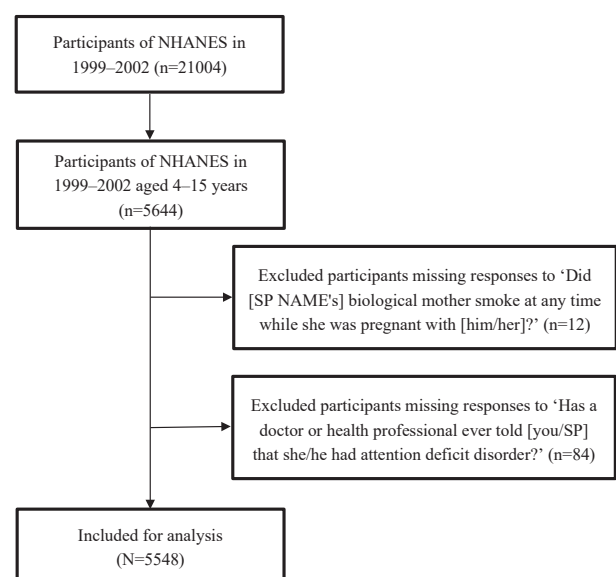 Participants of NHANES in
1999–2002 (n=21004)
Participants of NHANES in
1999–2002 aged 4–15 years
(n=5644)
Excluded participants missing responses to ‘Did
[SP NAME's] biological mother smoke at any time
while she was pregnant with [him/her]?’ (n=12)
Excluded participants missing responses to ‘Has a
doctor or health professional ever told [you/SP]
that she/he had attention deficit disorder?’ (n=84)
Included for analysis
(N=5548)